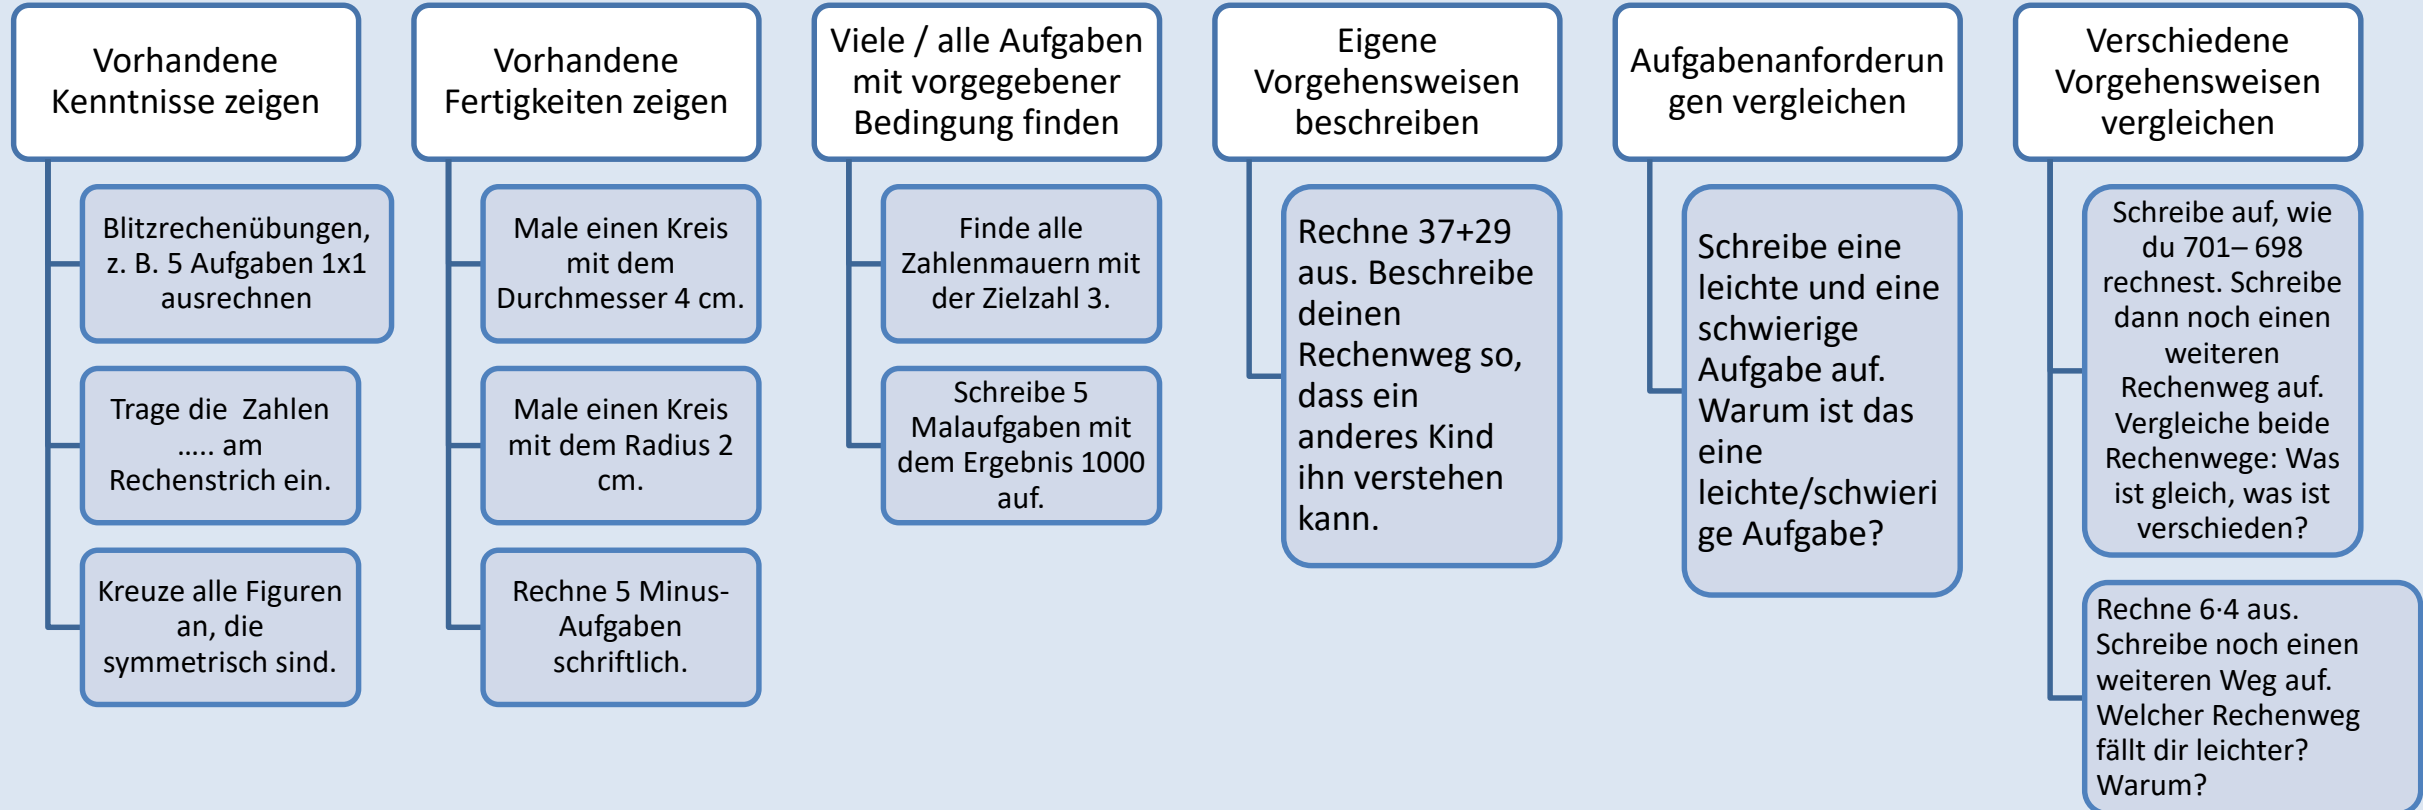 Vorhandene
Kenntnisse zeigen
Blitzrechenübungen,
z. B. 5 Aufgaben 1x1
ausrechnen
Trage die  Zahlen
..... am
Rechenstrich ein.
Kreuze alle Figuren
an, die
symmetrisch sind.
Vorhandene
Fertigkeiten zeigen
Male einen Kreis
mit dem
Durchmesser 4 cm.
Male einen Kreis
mit dem Radius 2
cm.
Rechne 5 Minus-
Aufgaben
schriftlich.
Viele / alle Aufgaben
mit vorgegebener
Bedingung finden
Finde alle
Zahlenmauern mit
der Zielzahl 3.
Schreibe 5
Malaufgaben mit
dem Ergebnis 1000
auf.
Eigene
Vorgehensweisen
beschreiben
Rechne 37+29
aus. Beschreibe
deinen
Rechenweg so,
dass ein
anderes Kind
ihn verstehen
kann.
Aufgabenanforderun
gen vergleichen
Schreibe eine
leichte und eine
schwierige
Aufgabe auf.
Warum ist das
eine
leichte/schwieri
ge Aufgabe?
Verschiedene
Vorgehensweisen
vergleichen
Schreibe auf, wie
du 701– 698
rechnest. Schreibe
dann noch einen
weiteren
Rechenweg auf.
Vergleiche beide
Rechenwege: Was
ist gleich, was ist
verschieden?
Rechne 6·4 aus.
Schreibe noch einen
weiteren Weg auf.
Welcher Rechenweg
fällt dir leichter?
Warum?